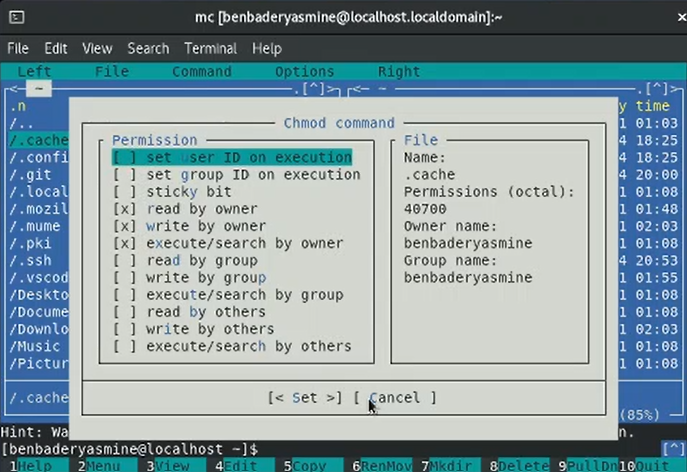 mc [benbaderyasmine@localhost.localdomain]:~
File Edit View Search Terminal Help
Left File Command Options Right
<─ ~ .[^]> <─ ~ .[^]>
.n y time
/.. 1 01:03
/.cache 4 18:25
/.confi 4 18:25
/.git 4 20:00
/.local 1 01:08
/.mozil 1 01:48
/.mume 1 02:03
/.pki 1 01:08
/.ssh 4 20:53
/.vscod 1 01:55
/Deskto 1 01:08
/Docume 1 01:08
/Downlo 1 02:03
/Music 1 01:08
/Pictur 1 01:08
/.cache (85%)
Chmod command
Permission
[ ] set user ID on execution
[ ] set group ID on execution
[ ] sticky bit
[x] read by owner
[x] write by owner
[x] execute/search by owner
[ ] read by group
[ ] write by group
[ ] execute/search by group
[ ] read by others
[ ] write by others
[ ] execute/search by others
File
Name:
.cache
Permissions (octal):
40700
Owner name:
benbaderyasmine
Group name:
benbaderyasmine
[< Set >] [ Cancel ]
Hint: Wa n.
[benbaderyasmine@localhost ~]$ [^]
1Help 2Menu 3View 4Edit 5Copy 6RenMov 7Mkdir 8Delete 9PullDn 10Quit